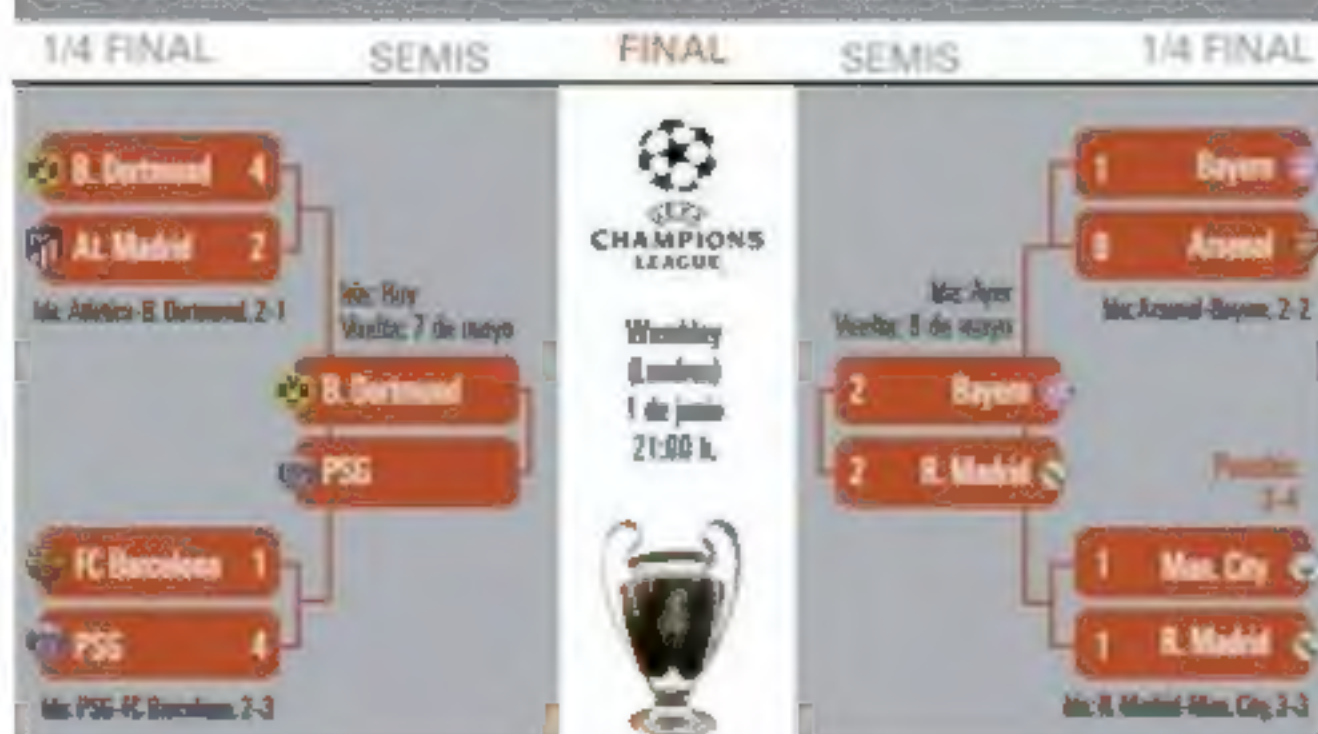 1/4 FINAL
SEMIS
FINAL
SEMIS
1/4 FINAL
B. Dortmund 4
At. Madrid 2
Ida: Atlético-B. Dortmund, 2-1
Ida: Hoy
Vuelta: 7 de mayo
B. Dortmund
PSG
FC Barcelona 1
PSG 4
Ida: PSG-FC Barcelona, 2-3
UEFA
CHAMPIONS
LEAGUE
Wembley
(Londres)
1 de junio
21:00 h.
1 Bayern
0 Arsenal
Ida: Arsenal-Bayern, 2-2
Ida: Ayer
Vuelta: 8 de mayo
2 Bayern
2 R. Madrid
3-4
1 Man. City
1 R. Madrid
Ida: R. Madrid-Man. City, 3-3